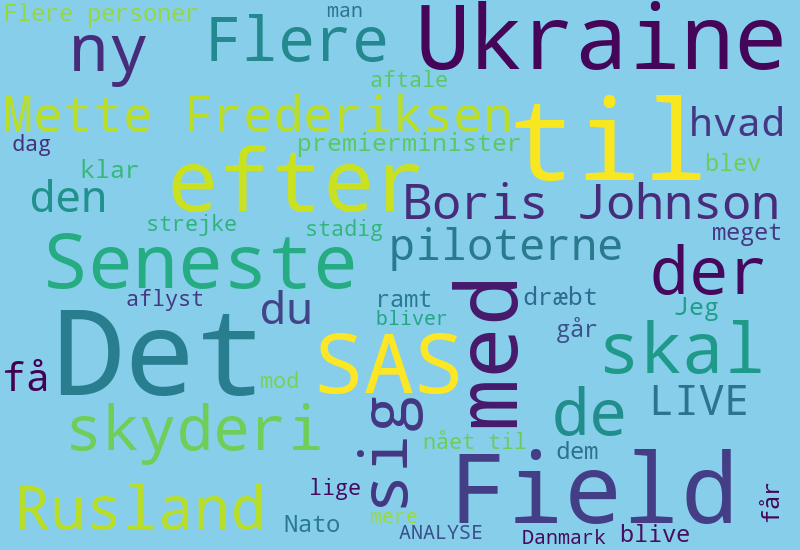 Flere personer
man
Ukraine
ny
Flere
aftale
Mette Frederiksen
til
hvad
dag
premierminister
klar
efter
blev
den
Boris Johnson
strejke
stadig
meget
Seneste
piloterne
der
aflyst
du
ramt
med
dræbt
Jeg
bliver
går
Det
SAS
skal
få
mod
LIVE
skyderi
sig
de
nået til
dem
Rusland
Field
lige
får
Nato
mere
ANALYSE
Danmark
blive